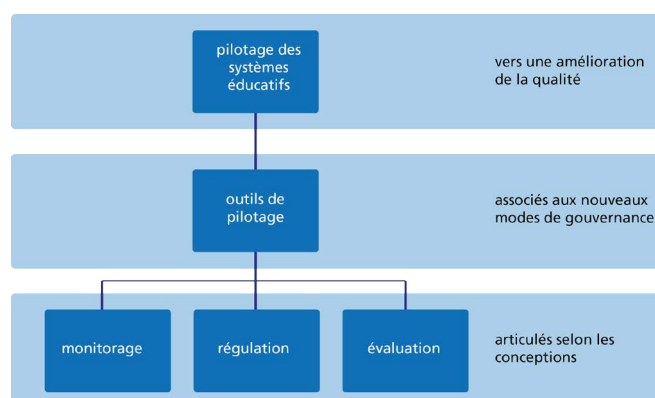 pilotage des
systèmes
éducatifs
vers une amélioration
de la qualité
outils de
pilotage
associés aux nouveaux
modes de gouvernance
monitorage
régulation
évaluation
articulés selon les
conceptions